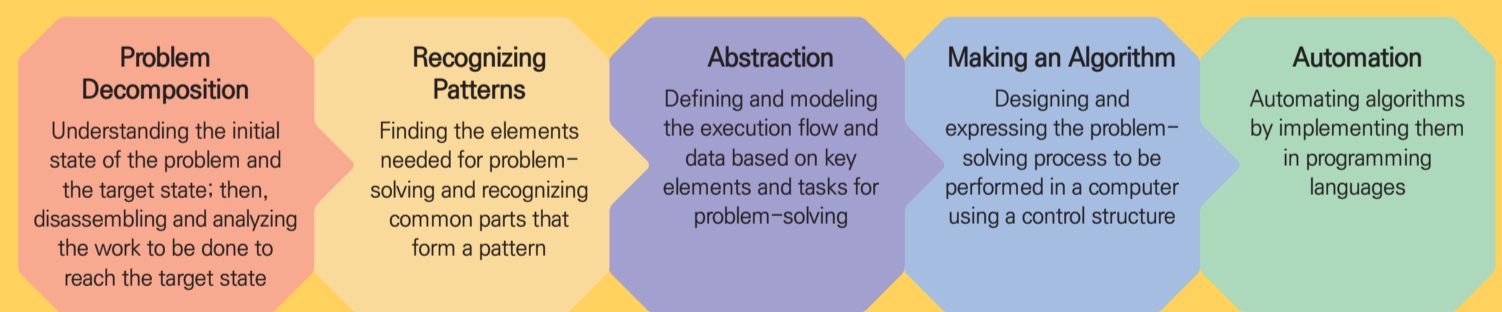 Problem
Decomposition
Understanding the initial
state of the problem and
the target state; then,
disassembling and analyzing
the work to be done to
reach the target state
Recognizing
Patterns
Finding the elements
needed for problem-
solving and recognizing
common parts that
form a pattern
Abstraction
Defining and modeling
the execution flow and
data based on key
elements and tasks for
problem-solving
Making an Algorithm
Designing and
expressing the problem-
solving process to be
performed in a computer
using a control structure
Automation
Automating algorithms
by implementing them
in programming
languages